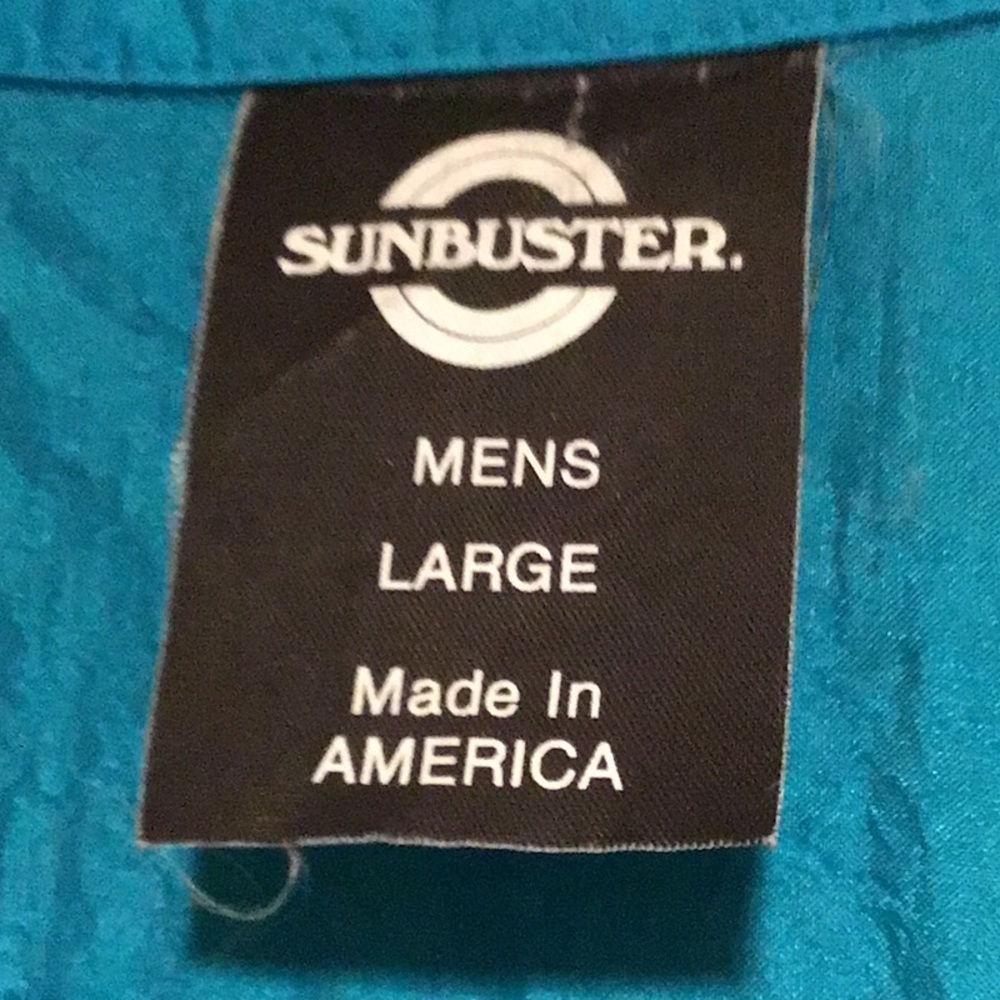 SUNBUSTER.
MENS
LARGE
Made In
AMERICA